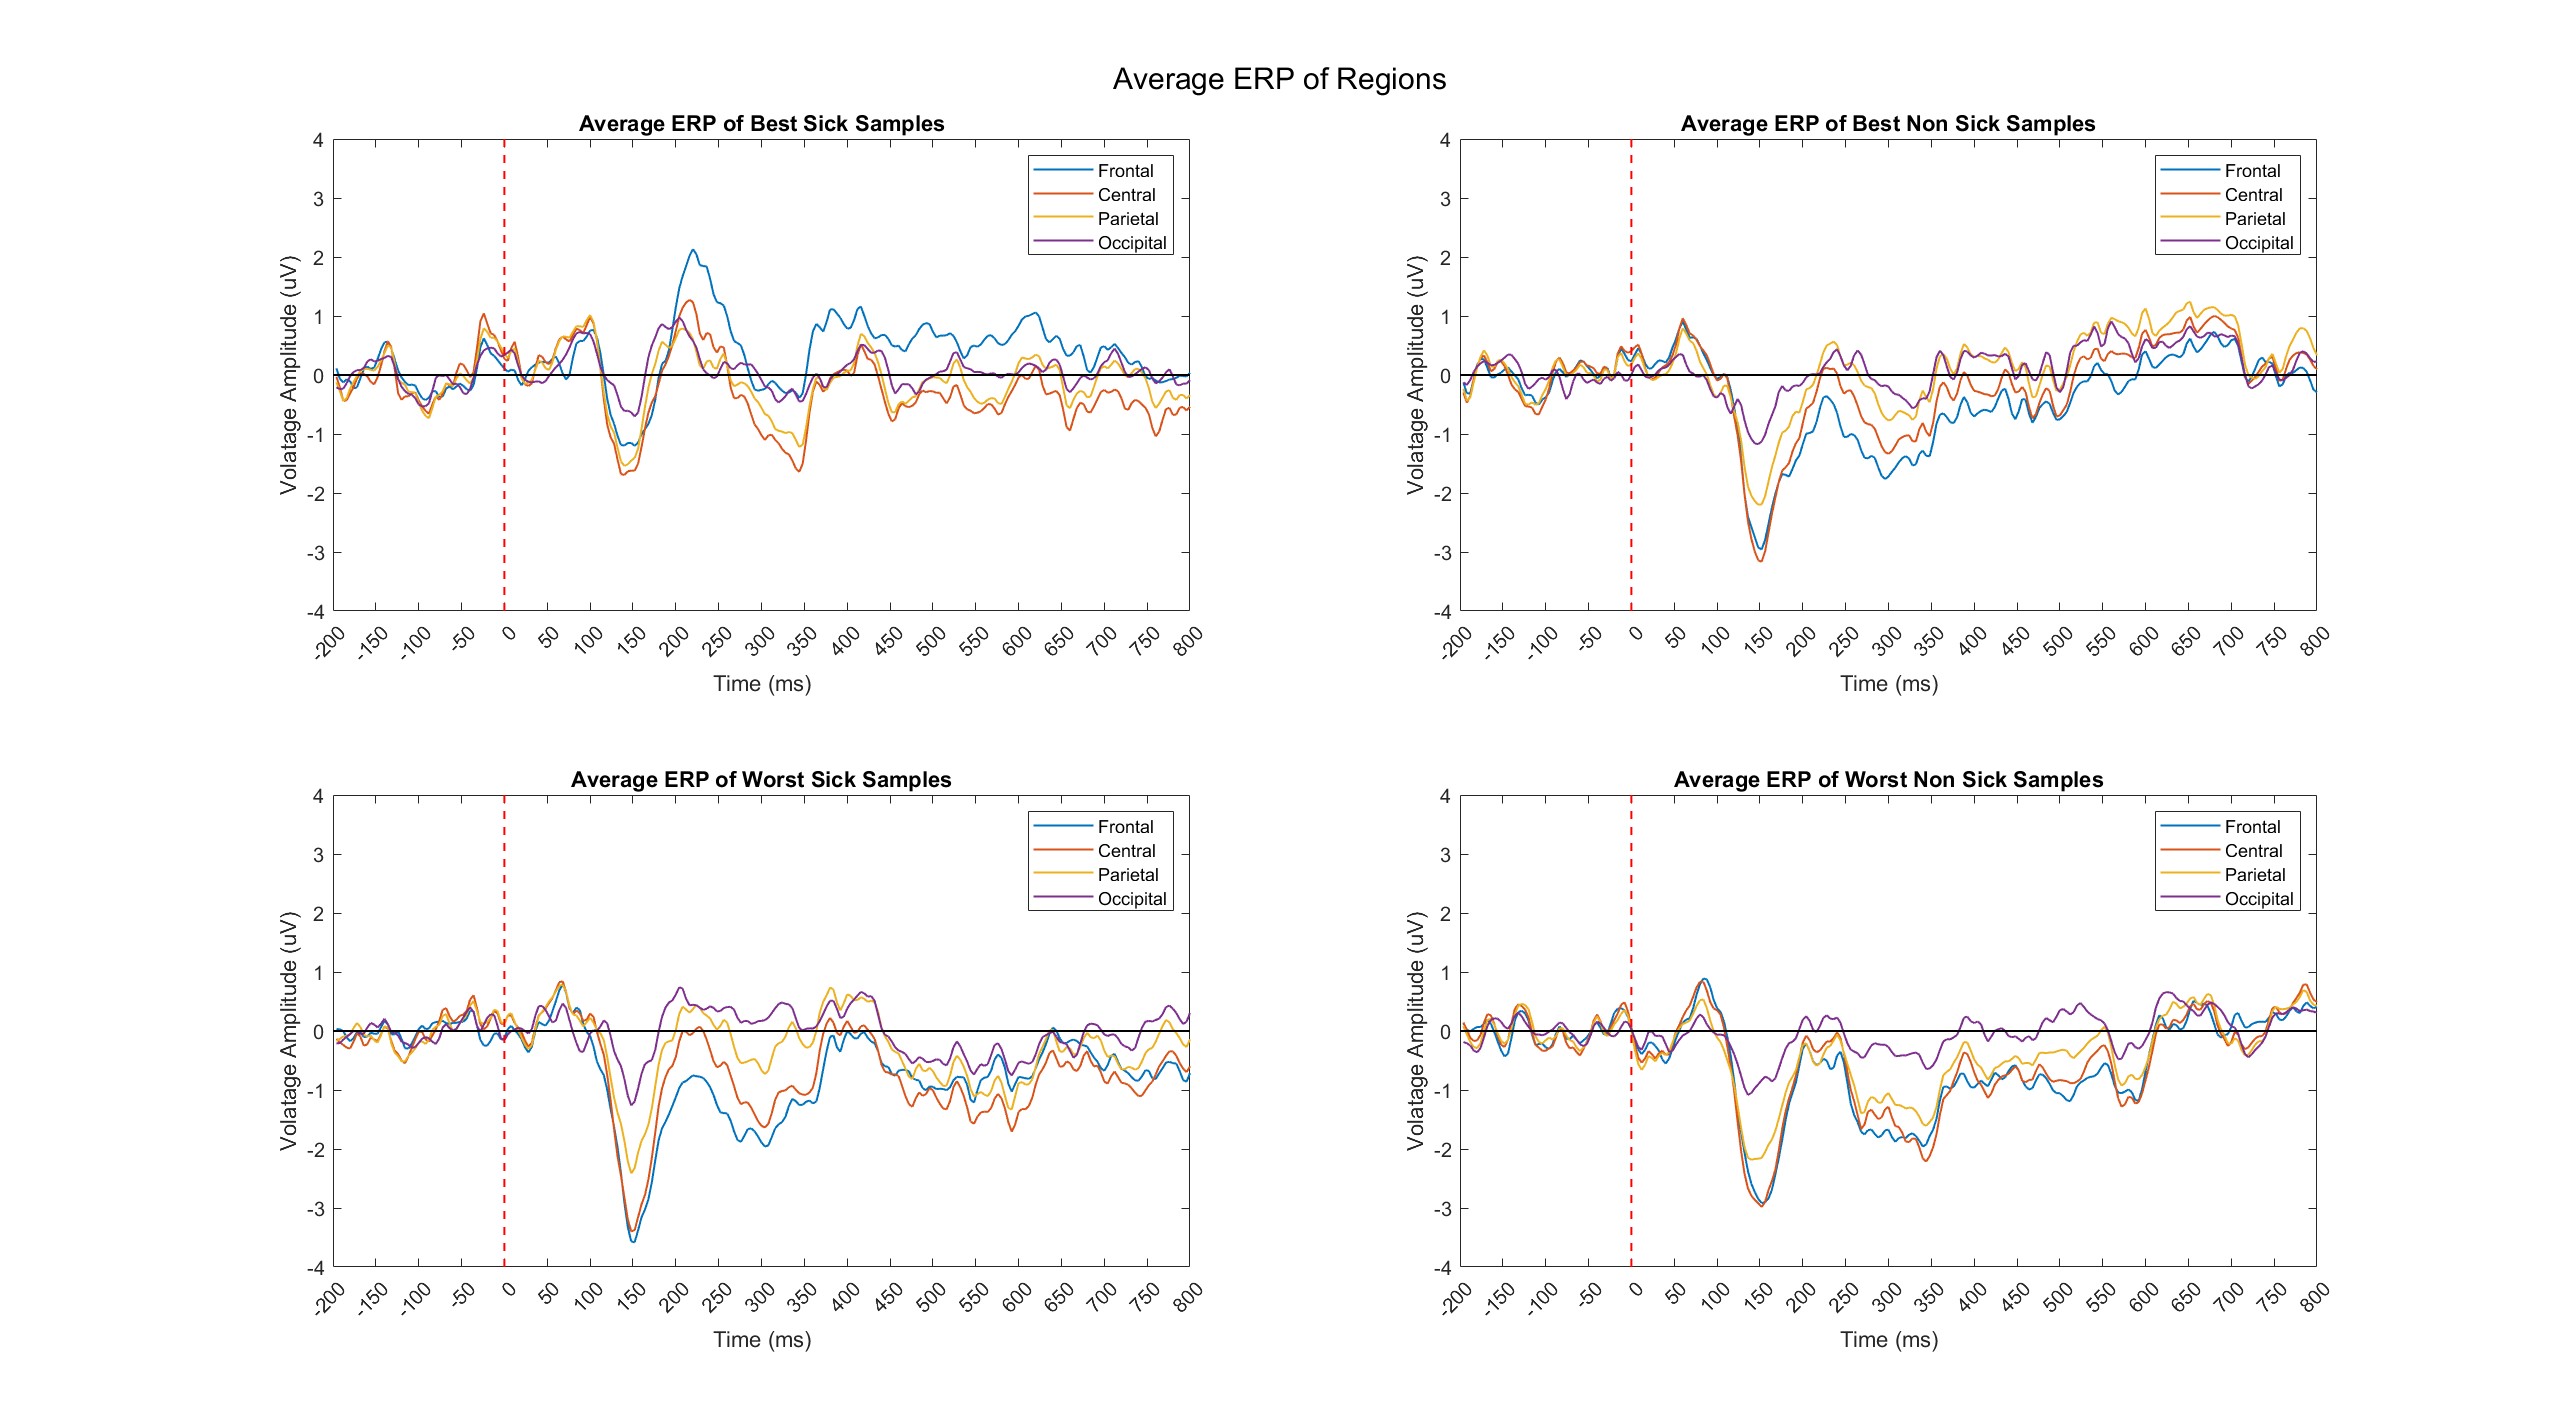 Average ERP of Regions
Average ERP of Best Sick Samples
4
3
2
1
0
-1
-2
-3
-4
Volatage Amplitude (uV)
Frontal
Central
Parietal
Occipital
-200 -150 -100 -50 0 50 100 150 200 250 300 350 400 450 500 550 600 650 700 750 800
Time (ms)
Average ERP of Best Non Sick Samples
4
3
2
1
0
-1
-2
-3
-4
Volatage Amplitude (uV)
Frontal
Central
Parietal
Occipital
-200 -150 -100 -50 0 50 100 150 200 250 300 350 400 450 500 550 600 650 700 750 800
Time (ms)
Average ERP of Worst Sick Samples
4
3
2
1
0
-1
-2
-3
-4
Volatage Amplitude (uV)
Frontal
Central
Parietal
Occipital
-200 -150 -100 -50 0 50 100 150 200 250 300 350 400 450 500 550 600 650 700 750 800
Time (ms)
Average ERP of Worst Non Sick Samples
4
3
2
1
0
-1
-2
-3
-4
Volatage Amplitude (uV)
Frontal
Central
Parietal
Occipital
-200 -150 -100 -50 0 50 100 150 200 250 300 350 400 450 500 550 600 650 700 750 800
Time (ms)